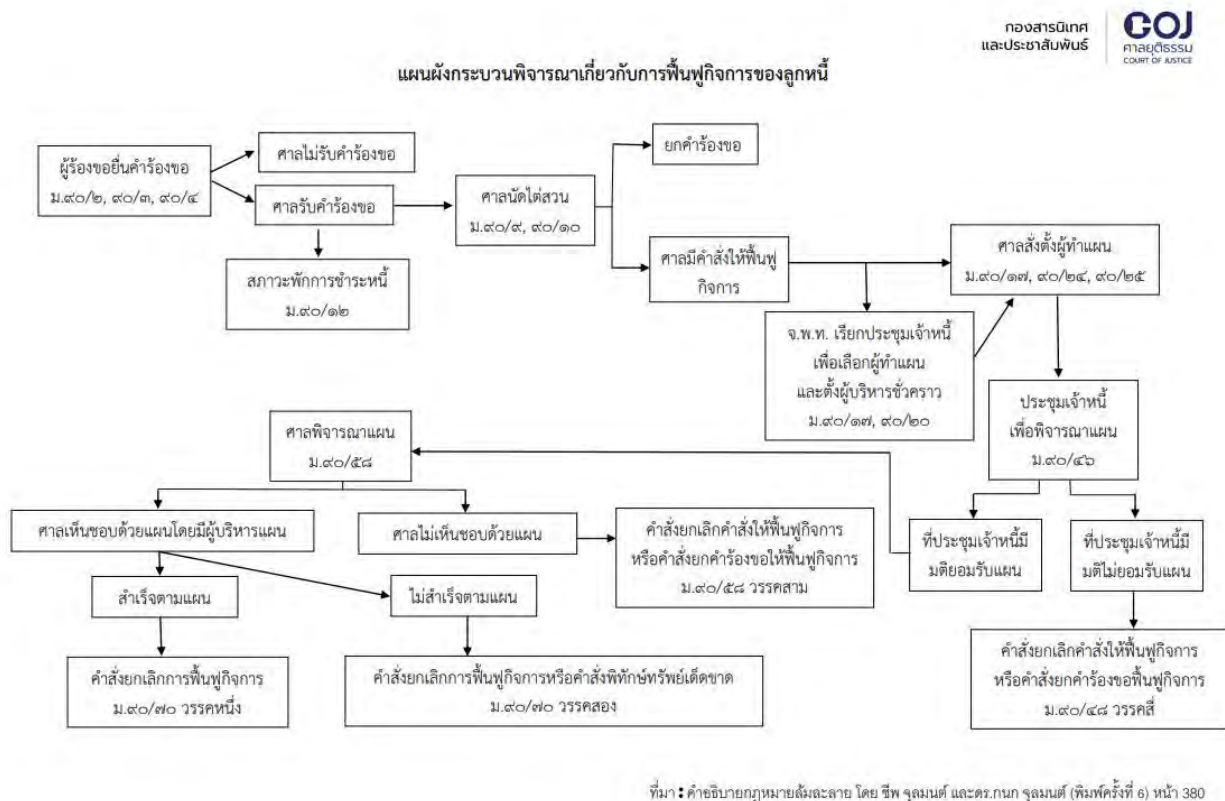 กองสารนิเทศ
และประชาสัมพันธ์
COJ
ศาลยุติธรรม
COURT OF JUSTICE
แผนผังกระบวนพิจารณาเกี่ยวกับการฟื้นฟูกิจการของลูกหนี้
ผู้ร้องขอยื่นคำร้องขอ
ม.๙๐/๒, ๙๐/๓, ๙๐/๔
ศาลไม่รับคำร้องขอ
ศาลรับคำร้องขอ
สภาวะพักการชำระหนี้
ม.๙๐/๑๒
ศาลนัดไต่สวน
ม.๙๐/๙, ๙๐/๑๐
ยกคำร้องขอ
ศาลมีคำสั่งให้ฟื้นฟู
กิจการ
ศาลสั่งตั้งผู้ทำแผน
ม.๙๐/๑๗, ๙๐/๒๔, ๙๐/๒๕
จ.พ.ท. เรียกประชุมเจ้าหนี้
เพื่อเลือกผู้ทำแผน
และตั้งผู้บริหารชั่วคราว
ม.๙๐/๑๗, ๙๐/๒๐
ประชุมเจ้าหนี้
เพื่อพิจารณาแผน
ม.๙๐/๔๖
ศาลพิจารณาแผน
ม.๙๐/๕๘
ศาลเห็นชอบด้วยแผนโดยมีผู้บริหารแผน
ศาลไม่เห็นชอบด้วยแผน
คำสั่งยกเลิกคำสั่งให้ฟื้นฟูกิจการ
หรือคำสั่งยกคำร้องขอให้ฟื้นฟูกิจการ
ม.๙๐/๕๘ วรรคสาม
ที่ประชุมเจ้าหนี้มี
มติยอมรับแผน
ที่ประชุมเจ้าหนี้มี
มติไม่ยอมรับแผน
สำเร็จตามแผน
ไม่สำเร็จตามแผน
คำสั่งยกเลิกการฟื้นฟูกิจการ
ม.๙๐/๗๐ วรรคหนึ่ง
คำสั่งยกเลิกการฟื้นฟูกิจการหรือคำสั่งพิทักษ์ทรัพย์เด็ดขาด
ม.๙๐/๗๐ วรรคสอง
คำสั่งยกเลิกคำสั่งให้ฟื้นฟูกิจการ
หรือคำสั่งยกคำร้องขอฟื้นฟูกิจการ
ม.๙๐/๔๘ วรรคสี่
ที่มา : คำอธิบายกฎหมายล้มละลาย โดย ชีพ จุลมนต์ และดร.กนก จุลมนต์ (พิมพ์ครั้งที่ 6) หน้า 380